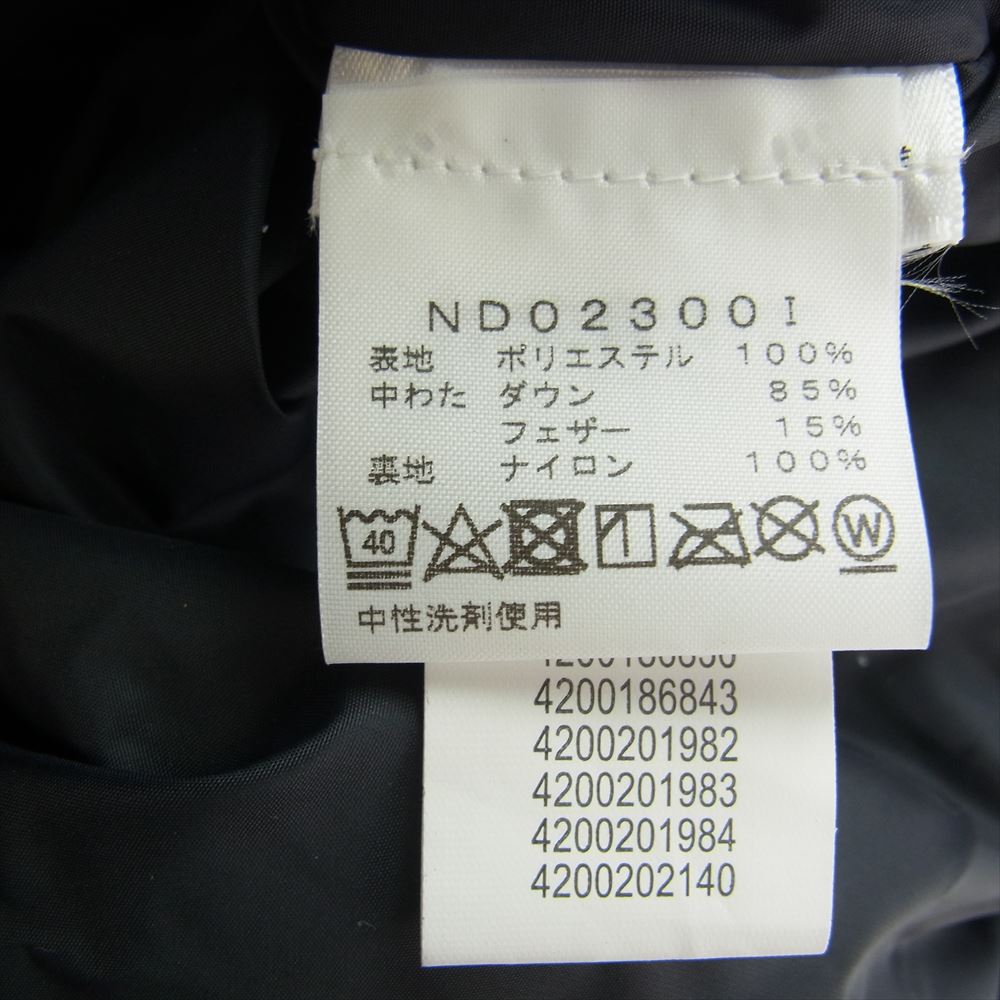 ND02300I
表地 ポリエステル 100%
中わた ダウン 85%
フェザー 15%
裏地 ナイロン 100%
40 W
中性洗剤使用
4200186843
4200201982
4200201983
4200201984
4200202140